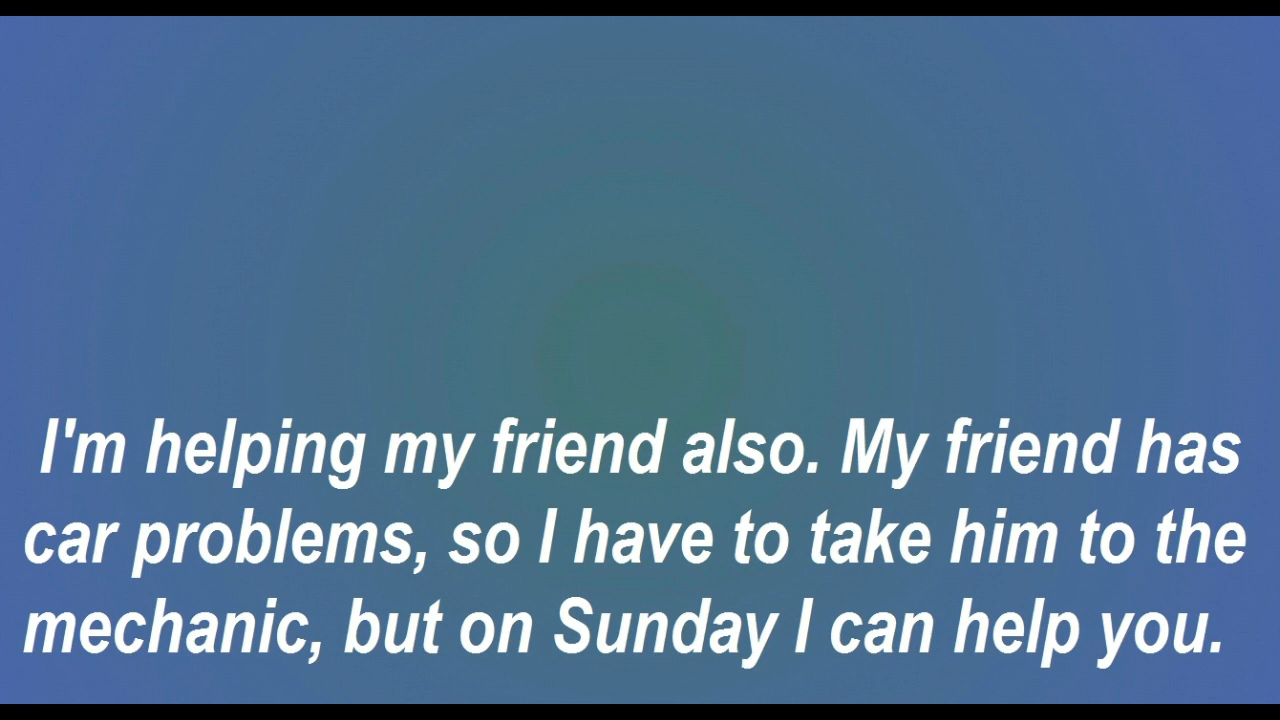 I'm helping my friend also. My friend has
car problems, so I have to take him to the
mechanic, but on Sunday I can help you.